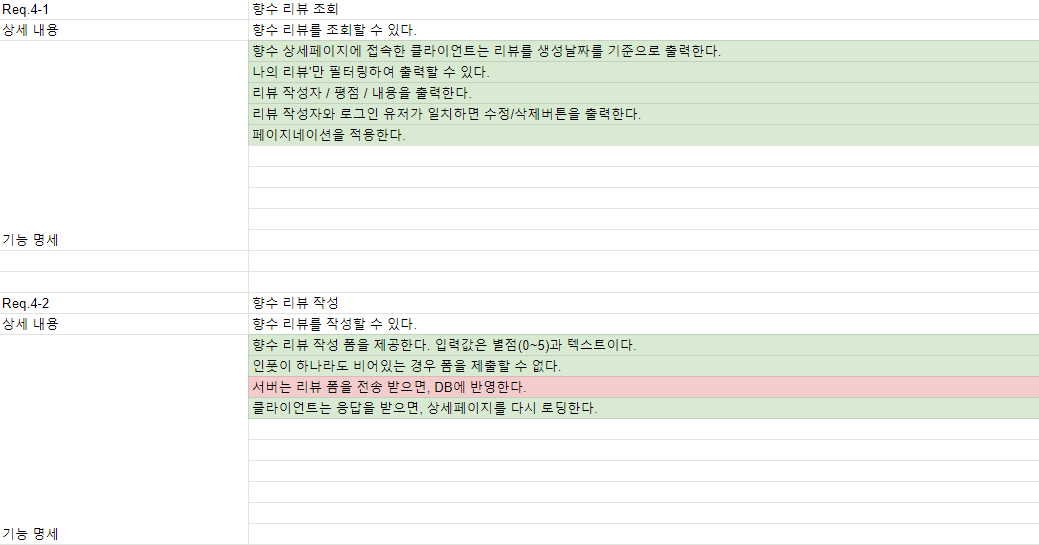 Req.4-1 향수 리뷰 조회
상세 내용 향수 리뷰를 조회할 수 있다.
향수 상세페이지에 접속한 클라이언트는 리뷰를 생성날짜를 기준으로 출력한다.
나의 리뷰'만 필터링하여 출력할 수 있다.
리뷰 작성자 / 평점 / 내용을 출력한다.
리뷰 작성자와 로그인 유저가 일치하면 수정/삭제버튼을 출력한다.
페이지네이션을 적용한다.
기능 명세
Req.4-2 향수 리뷰 작성
상세 내용 향수 리뷰를 작성할 수 있다.
향수 리뷰 작성 폼을 제공한다. 입력값은 별점(0~5)과 텍스트이다.
인풋이 하나라도 비어있는 경우 폼을 제출할 수 없다.
서버는 리뷰 폼을 전송 받으면, DB에 반영한다.
클라이언트는 응답을 받으면, 상세페이지를 다시 로딩한다.
기능 명세